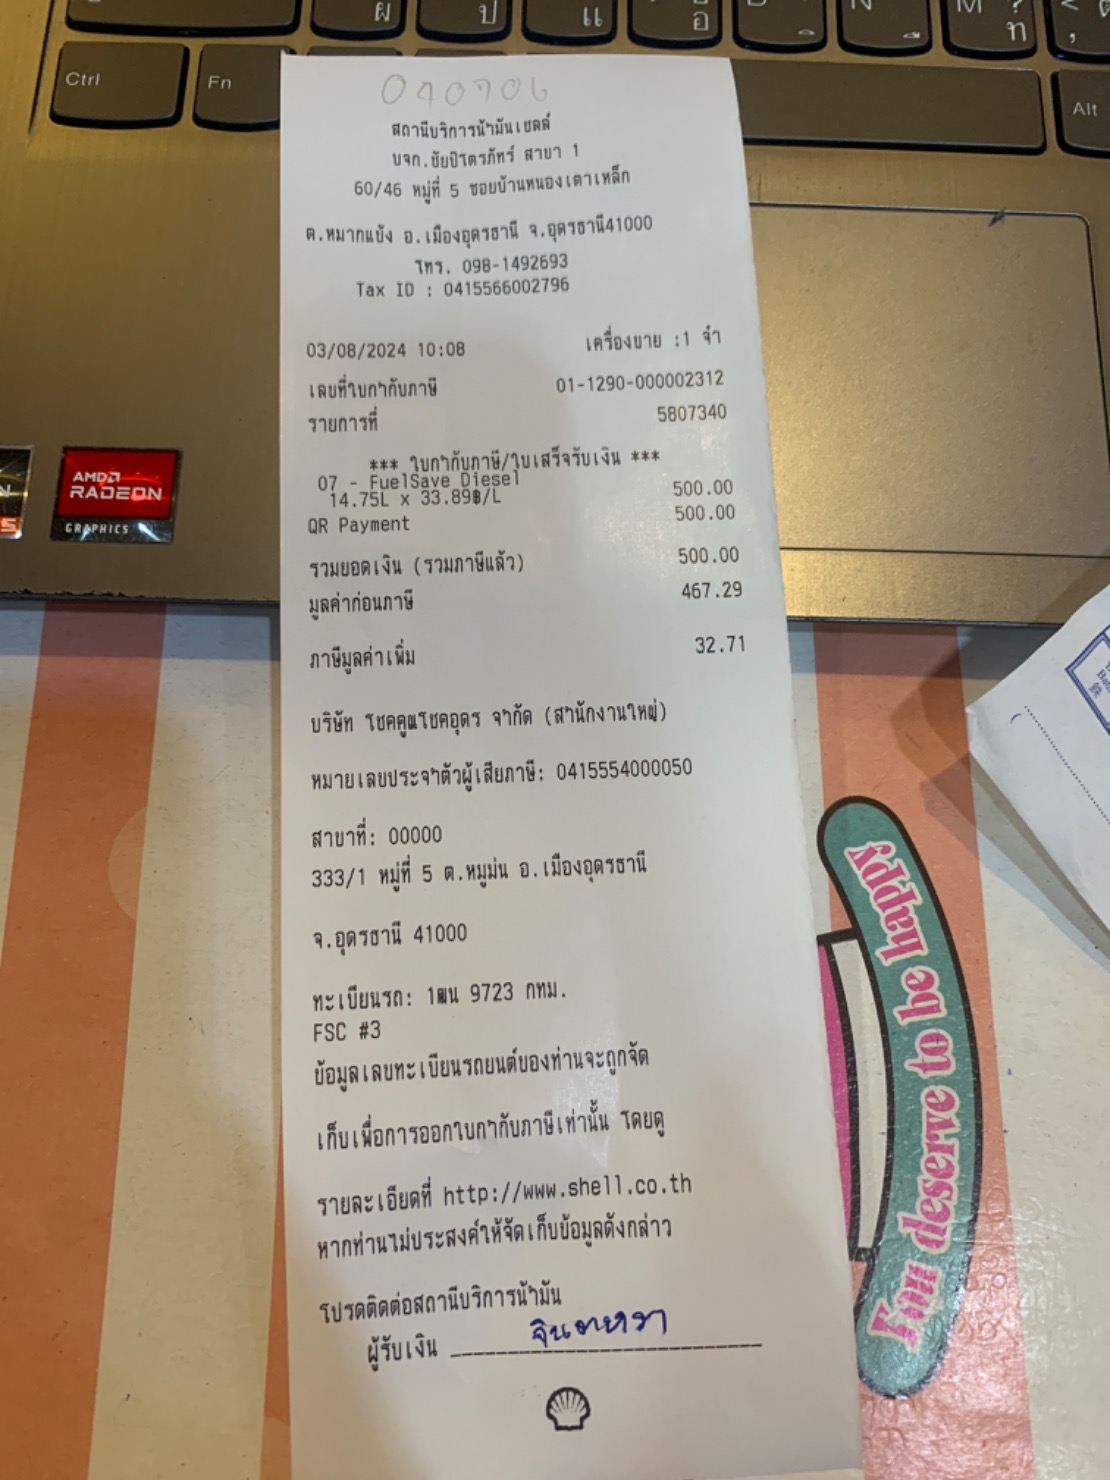 Ctrl
Fn
Alt
AMD
RADEON
GRAPHICS
040706
สถานีบริการน้ำมันเชลล์
บจก.ชัยปิโตรภัทร์ สาขา 1
60/46 หมู่ที่ 5 ซอยบ้านหนองเตาเหล็ก
ต.หมากแข้ง อ.เมืองอุดรธานี จ.อุดรธานี41000
โทร. 098-1492693
Tax ID : 0415566002796
03/08/2024 10:08 เครื่องขาย :1 จำ
เลขที่ใบกำกับภาษี 01-1290-000002312
รายการที่ 5807340
*** ใบกำกับภาษี/ใบเสร็จรับเงิน ***
07 - FuelSave Diesel
14.75L x 33.89฿/L 500.00
QR Payment 500.00
รวมยอดเงิน (รวมภาษีแล้ว) 500.00
มูลค่าก่อนภาษี 467.29
ภาษีมูลค่าเพิ่ม 32.71
บริษัท โชคคูณโชคอุดร จำกัด (สำนักงานใหญ่)
หมายเลขประจำตัวผู้เสียภาษี: 0415554000050
สาขาที่: 00000
333/1 หมู่ที่ 5 ต.หมูม่น อ.เมืองอุดรธานี
จ.อุดรธานี 41000
ทะเบียนรถ: 1ฒน 9723 กทม.
FSC #3
ข้อมูลเลขทะเบียนรถยนต์ของท่านจะถูกจัด
เก็บเพื่อการออกใบกำกับภาษีเท่านั้น โดยดู
รายละเอียดที่ http://www.shell.co.th
หากท่านไม่ประสงค์ให้จัดเก็บข้อมูลดังกล่าว
โปรดติดต่อสถานีบริการน้ำมัน
ผู้รับเงิน จินตหรา
I'm deserve to be happy